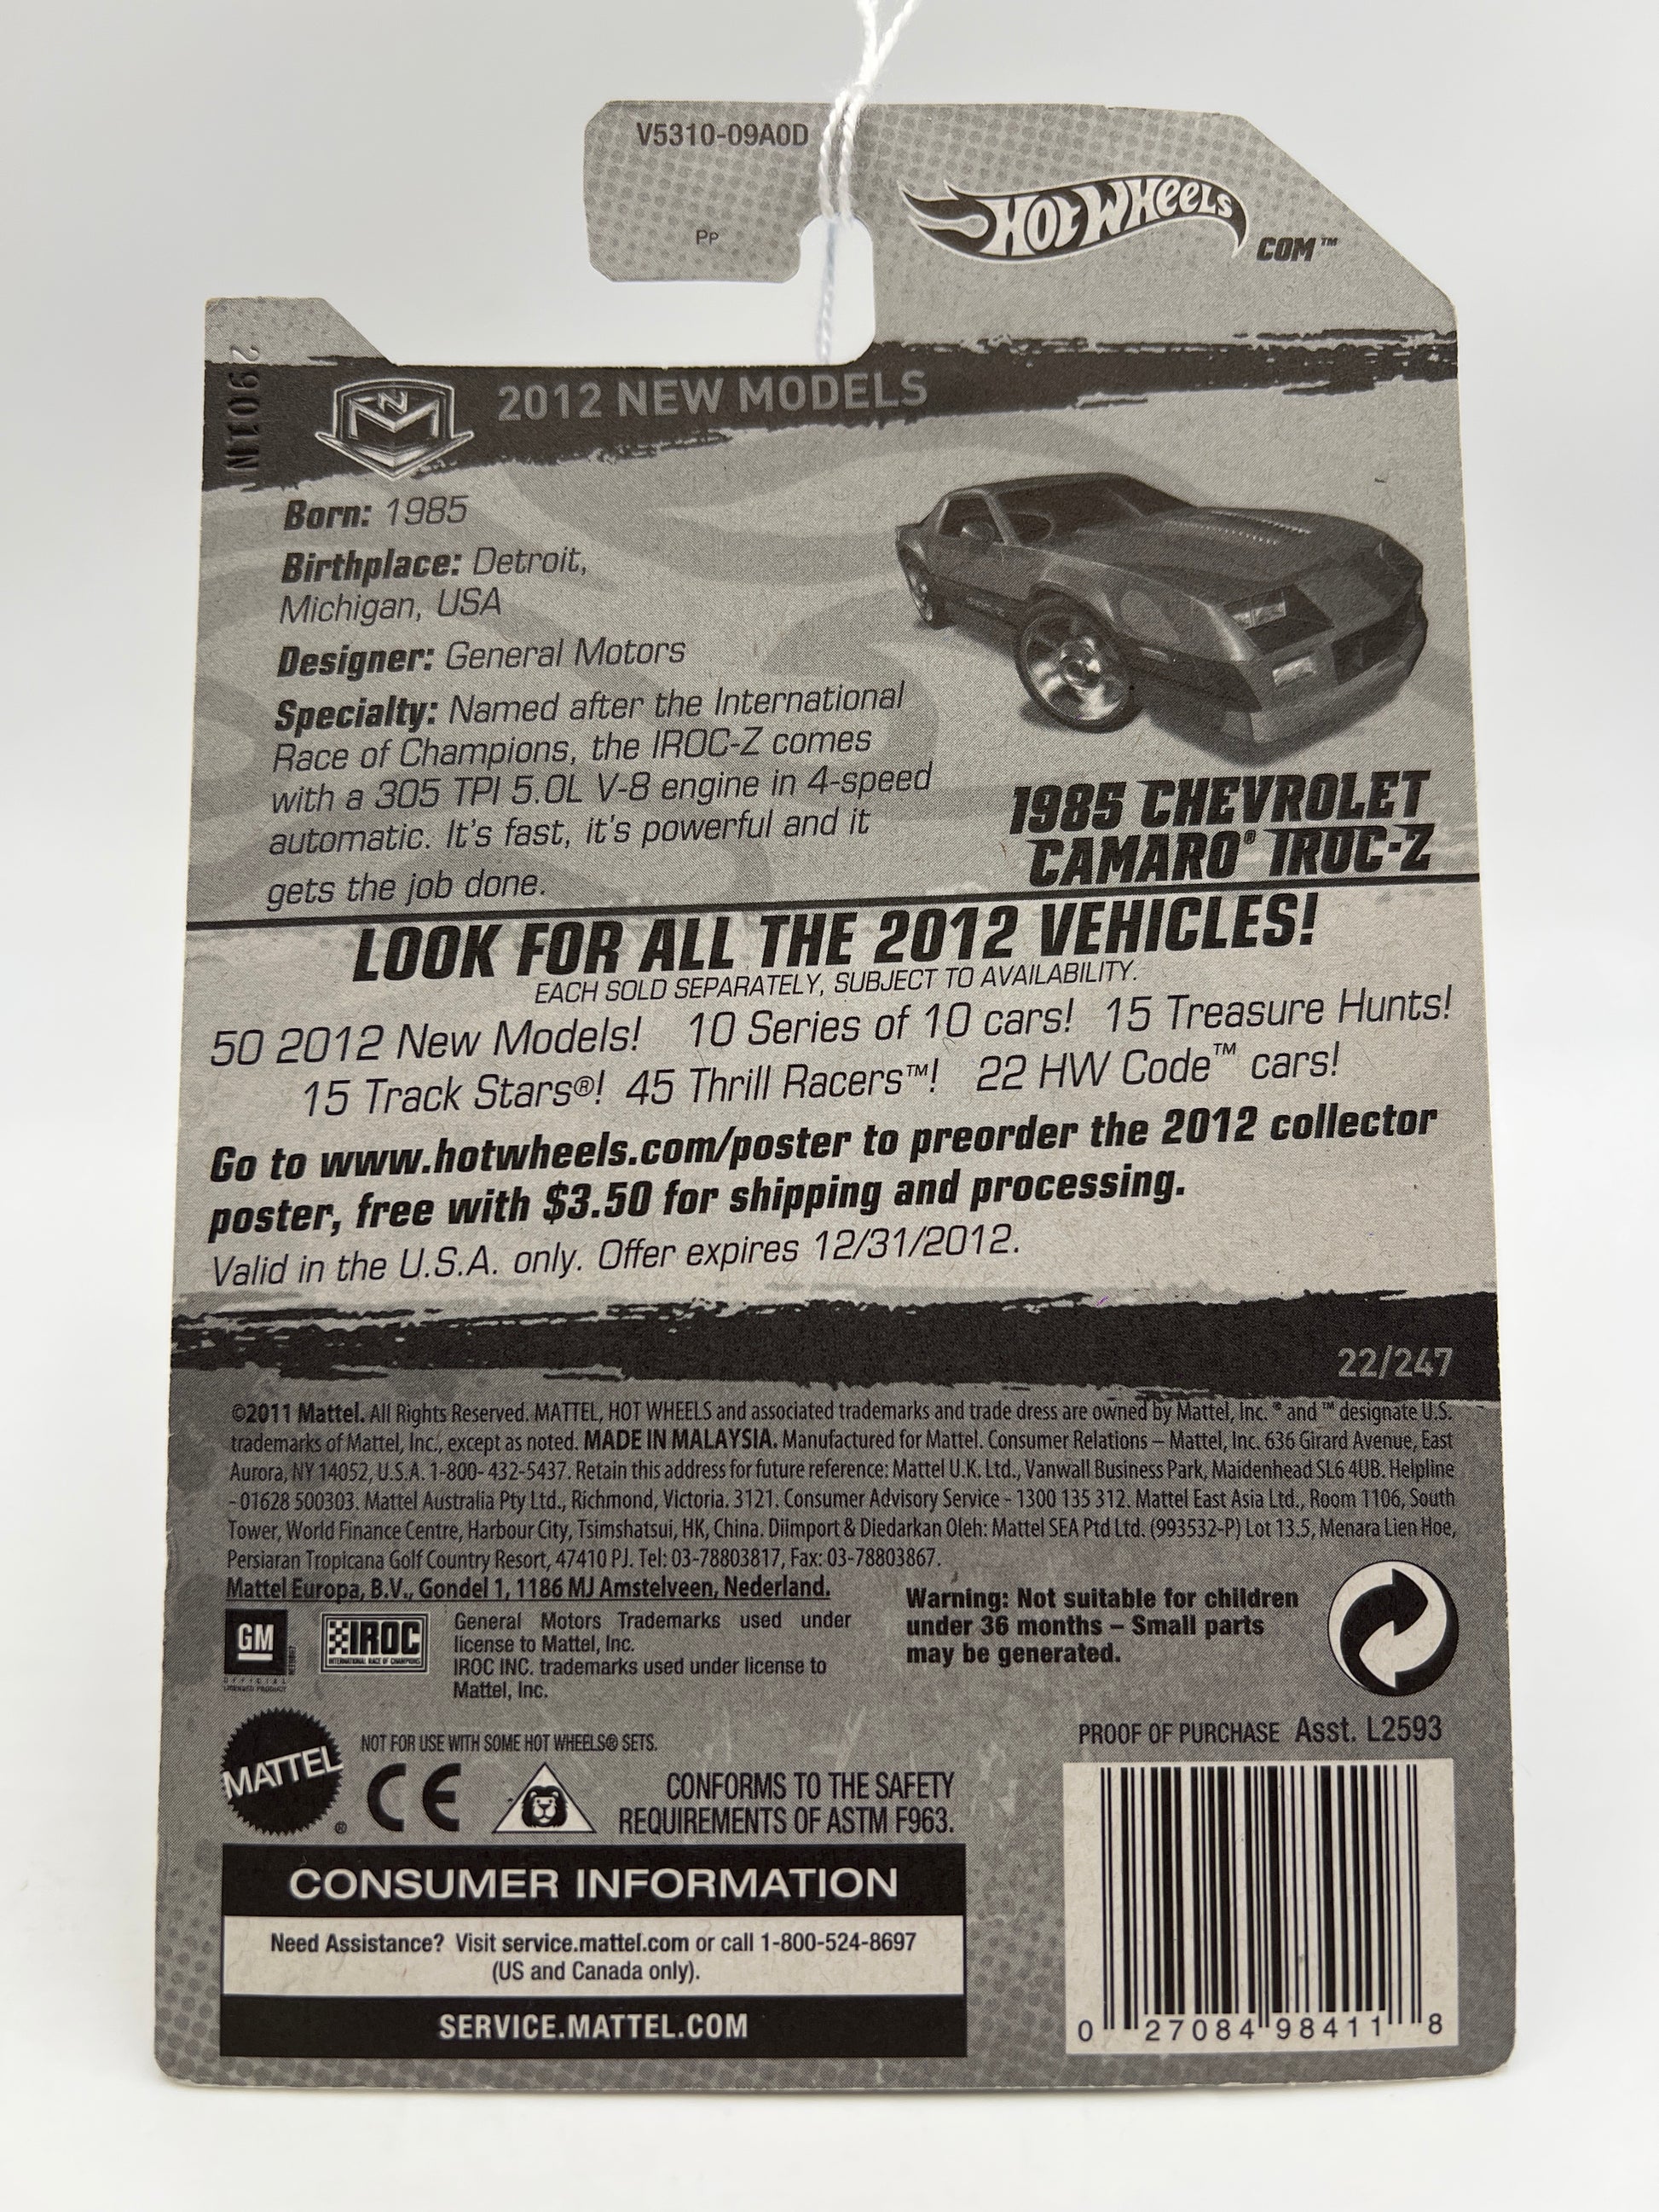 V5310-09A0D
Pp
HOT WHEELS
COM™
2012 NEW MODELS
NM
Born: 1985
Birthplace: Detroit,
Michigan, USA
Designer: General Motors
Specialty: Named after the International
Race of Champions, the IROC-Z comes
with a 305 TPI 5.0L V-8 engine in 4-speed
automatic. It's fast, it's powerful and it
gets the job done.
1985 CHEVROLET
CAMARO® IROC-Z
LOOK FOR ALL THE 2012 VEHICLES!
EACH SOLD SEPARATELY, SUBJECT TO AVAILABILITY.
50 2012 New Models! 10 Series of 10 cars! 15 Treasure Hunts!
15 Track Stars®! 45 Thrill Racers™! 22 HW Code™ cars!
Go to www.hotwheels.com/poster to preorder the 2012 collector
poster, free with $3.50 for shipping and processing.
Valid in the U.S.A. only. Offer expires 12/31/2012.
22/247
©2011 Mattel. All Rights Reserved. MATTEL, HOT WHEELS and associated trademarks and trade dress are owned by Mattel, Inc. ® and ™ designate U.S.
trademarks of Mattel, Inc., except as noted. MADE IN MALAYSIA. Manufactured for Mattel. Consumer Relations – Mattel, Inc. 636 Girard Avenue, East
Aurora, NY 14052, U.S.A. 1-800- 432-5437. Retain this address for future reference: Mattel U.K. Ltd., Vanwall Business Park, Maidenhead SL6 4UB. Helpline
– 01628 500303. Mattel Australia Pty Ltd., Richmond, Victoria. 3121. Consumer Advisory Service - 1300 135 312. Mattel East Asia Ltd., Room 1106, South
Tower, World Finance Centre, Harbour City, Tsimshatsui, HK, China. Diimport & Diedarkan Oleh: Mattel SEA Ptd Ltd. (993532-P) Lot 13.5, Menara Lien Hoe,
Persiaran Tropicana Golf Country Resort, 47410 PJ. Tel: 03-78803817, Fax: 03-78803867.
Mattel Europa, B.V., Gondel 1, 1186 MJ Amstelveen, Nederland.
GM
OFFICIAL
LICENSED PRODUCT
IROC
INTERNATIONAL RACE OF CHAMPIONS
General Motors Trademarks used under
license to Mattel, Inc.
IROC INC. trademarks used under license to
Mattel, Inc.
Warning: Not suitable for children
under 36 months – Small parts
may be generated.
MATTEL®
NOT FOR USE WITH SOME HOT WHEELS® SETS.
CE
CONFORMS TO THE SAFETY
REQUIREMENTS OF ASTM F963.
PROOF OF PURCHASE Asst. L2593
CONSUMER INFORMATION
Need Assistance? Visit service.mattel.com or call 1-800-524-8697
(US and Canada only).
SERVICE.MATTEL.COM
0 27084 98411 8